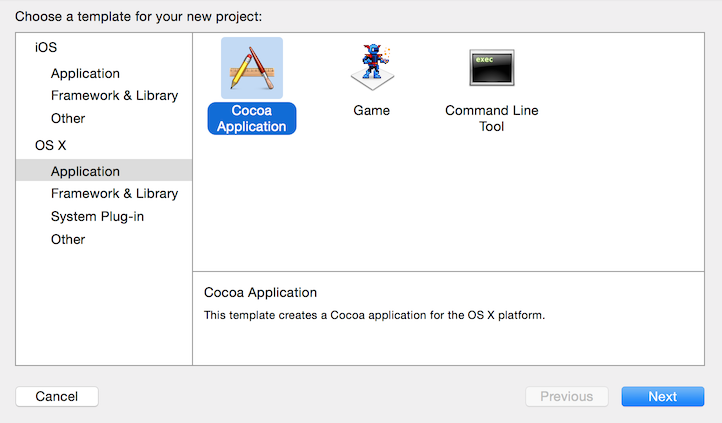 Choose a template for your new project:
iOS
Application
Framework & Library
Other
OS X
Application
Framework & Library
System Plug-in
Other
Cocoa
Application
Game
exec
Command Line
Tool
Cocoa Application
This template creates a Cocoa application for the OS X platform.
Cancel
Previous
Next